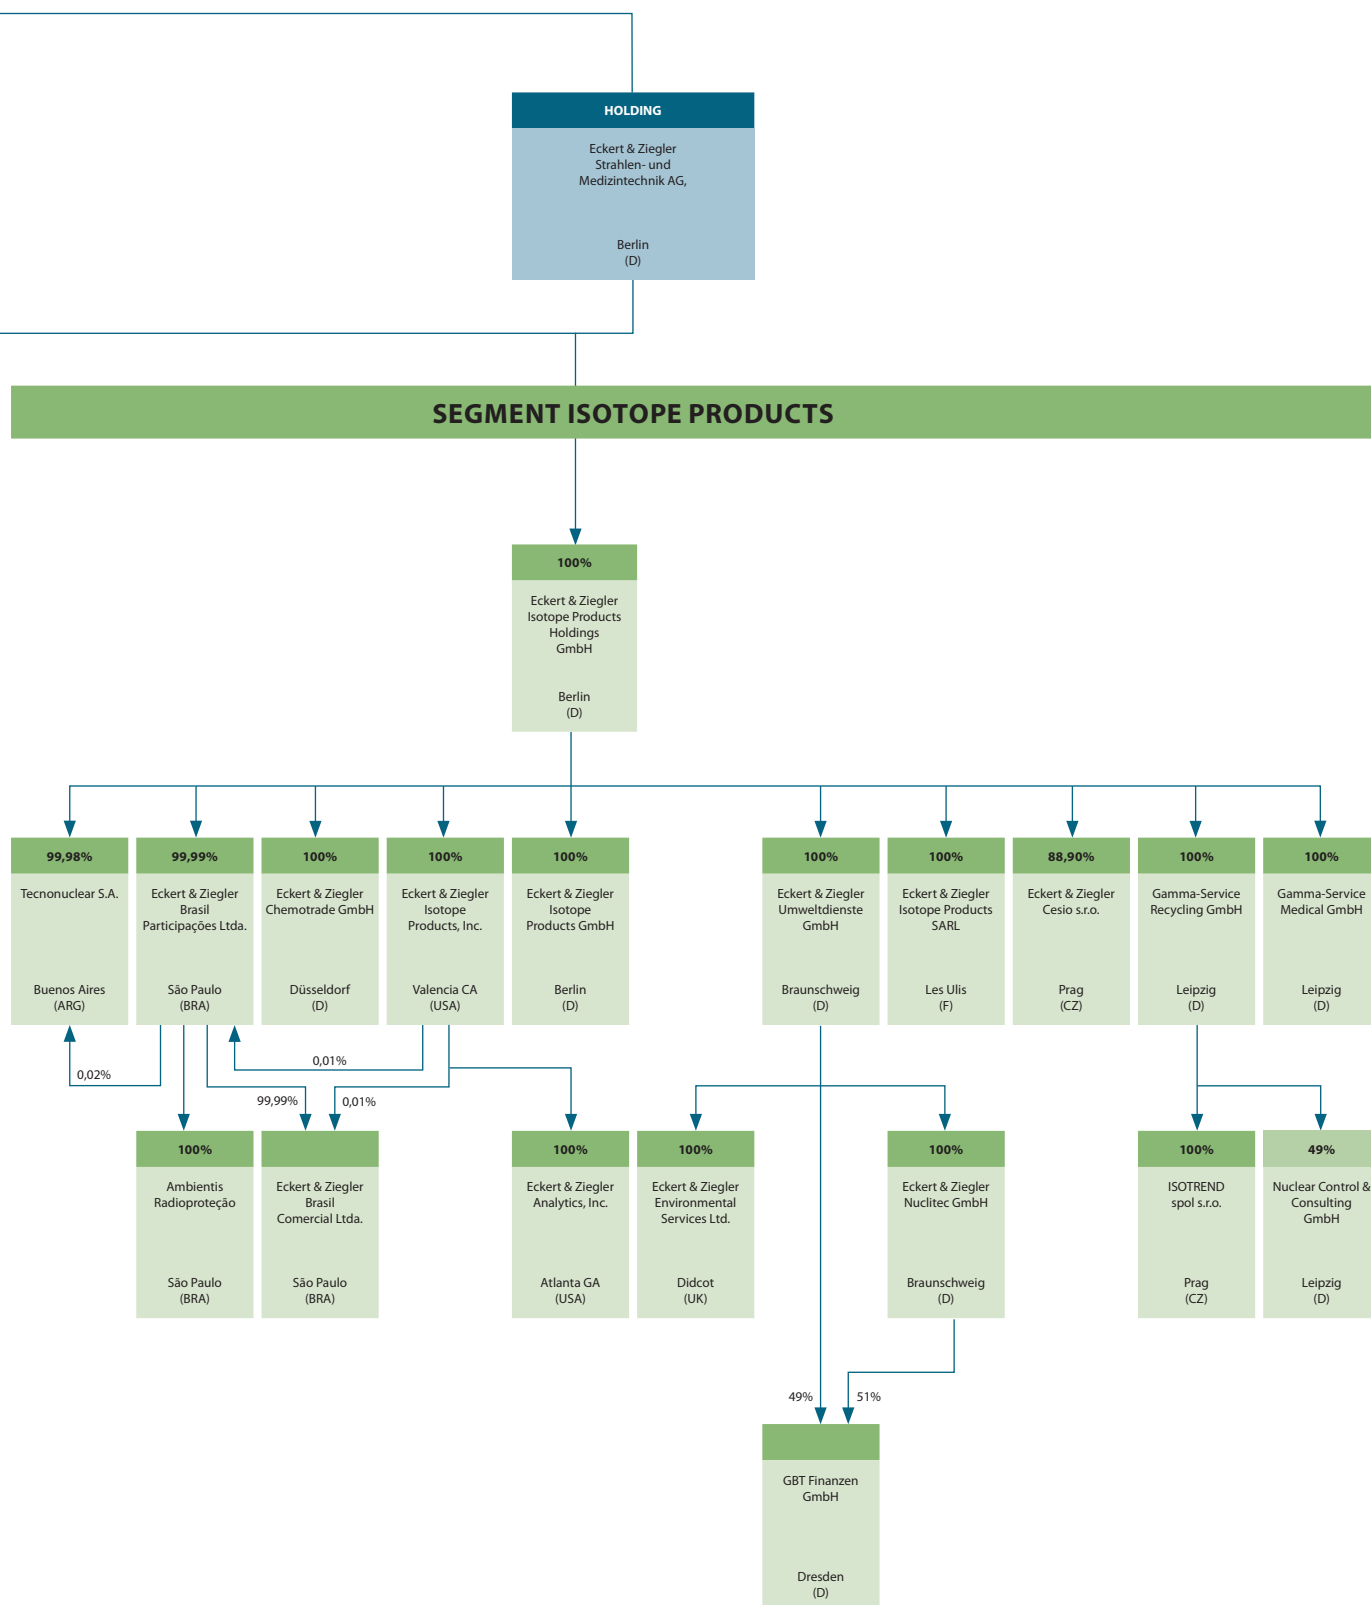 HOLDING
Eckert & Ziegler
Strahlen- und
Medizintechnik AG,
Berlin
(D)
SEGMENT ISOTOPE PRODUCTS
100%
Eckert & Ziegler
Isotope Products
Holdings
GmbH
Berlin
(D)
99,98%
Tecnonuclear S.A.
Buenos Aires
(ARG)
99,99%
Eckert & Ziegler
Brasil
Participações Ltda.
São Paulo
(BRA)
100%
Eckert & Ziegler
Chemotrade GmbH
Düsseldorf
(D)
100%
Eckert & Ziegler
Isotope
Products, Inc.
Valencia CA
(USA)
100%
Eckert & Ziegler
Isotope
Products GmbH
Berlin
(D)
100%
Eckert & Ziegler
Umweltdienste
GmbH
Braunschweig
(D)
100%
Eckert & Ziegler
Isotope Products
SARL
Les Ulis
(F)
88,90%
Eckert & Ziegler
Cesio s.r.o.
Prag
(CZ)
100%
Gamma-Service
Recycling GmbH
Leipzig
(D)
100%
Gamma-Service
Medical GmbH
Leipzig
(D)
0,02%
0,01%
99,99%
0,01%
100%
Ambientis
Radioproteção
São Paulo
(BRA)
Eckert & Ziegler
Brasil
Comercial Ltda.
São Paulo
(BRA)
100%
Eckert & Ziegler
Analytics, Inc.
Atlanta GA
(USA)
100%
Eckert & Ziegler
Environmental
Services Ltd.
Didcot
(UK)
100%
Eckert & Ziegler
Nuclitec GmbH
Braunschweig
(D)
100%
ISOTREND
spol s.r.o.
Prag
(CZ)
49%
Nuclear Control &
Consulting
GmbH
Leipzig
(D)
49%
51%
GBT Finanzen
GmbH
Dresden
(D)